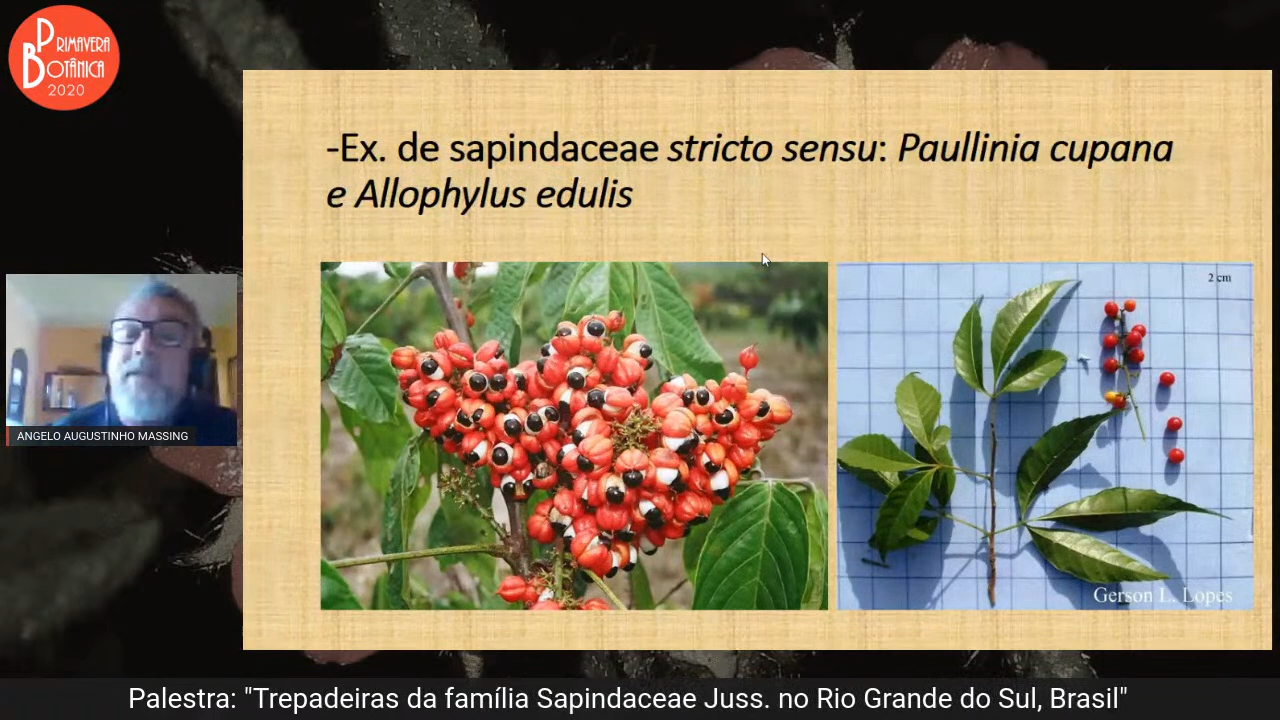 PRIMAVERA
BOTÂNICA
2020
-Ex. de sapindaceae stricto sensu: Paullinia cupana
e Allophylus edulis
2 cm
Gerson L. Lopes
ANGELO AUGUSTINHO MASSING
Palestra: "Trepadeiras da família Sapindaceae Juss. no Rio Grande do Sul, Brasil"